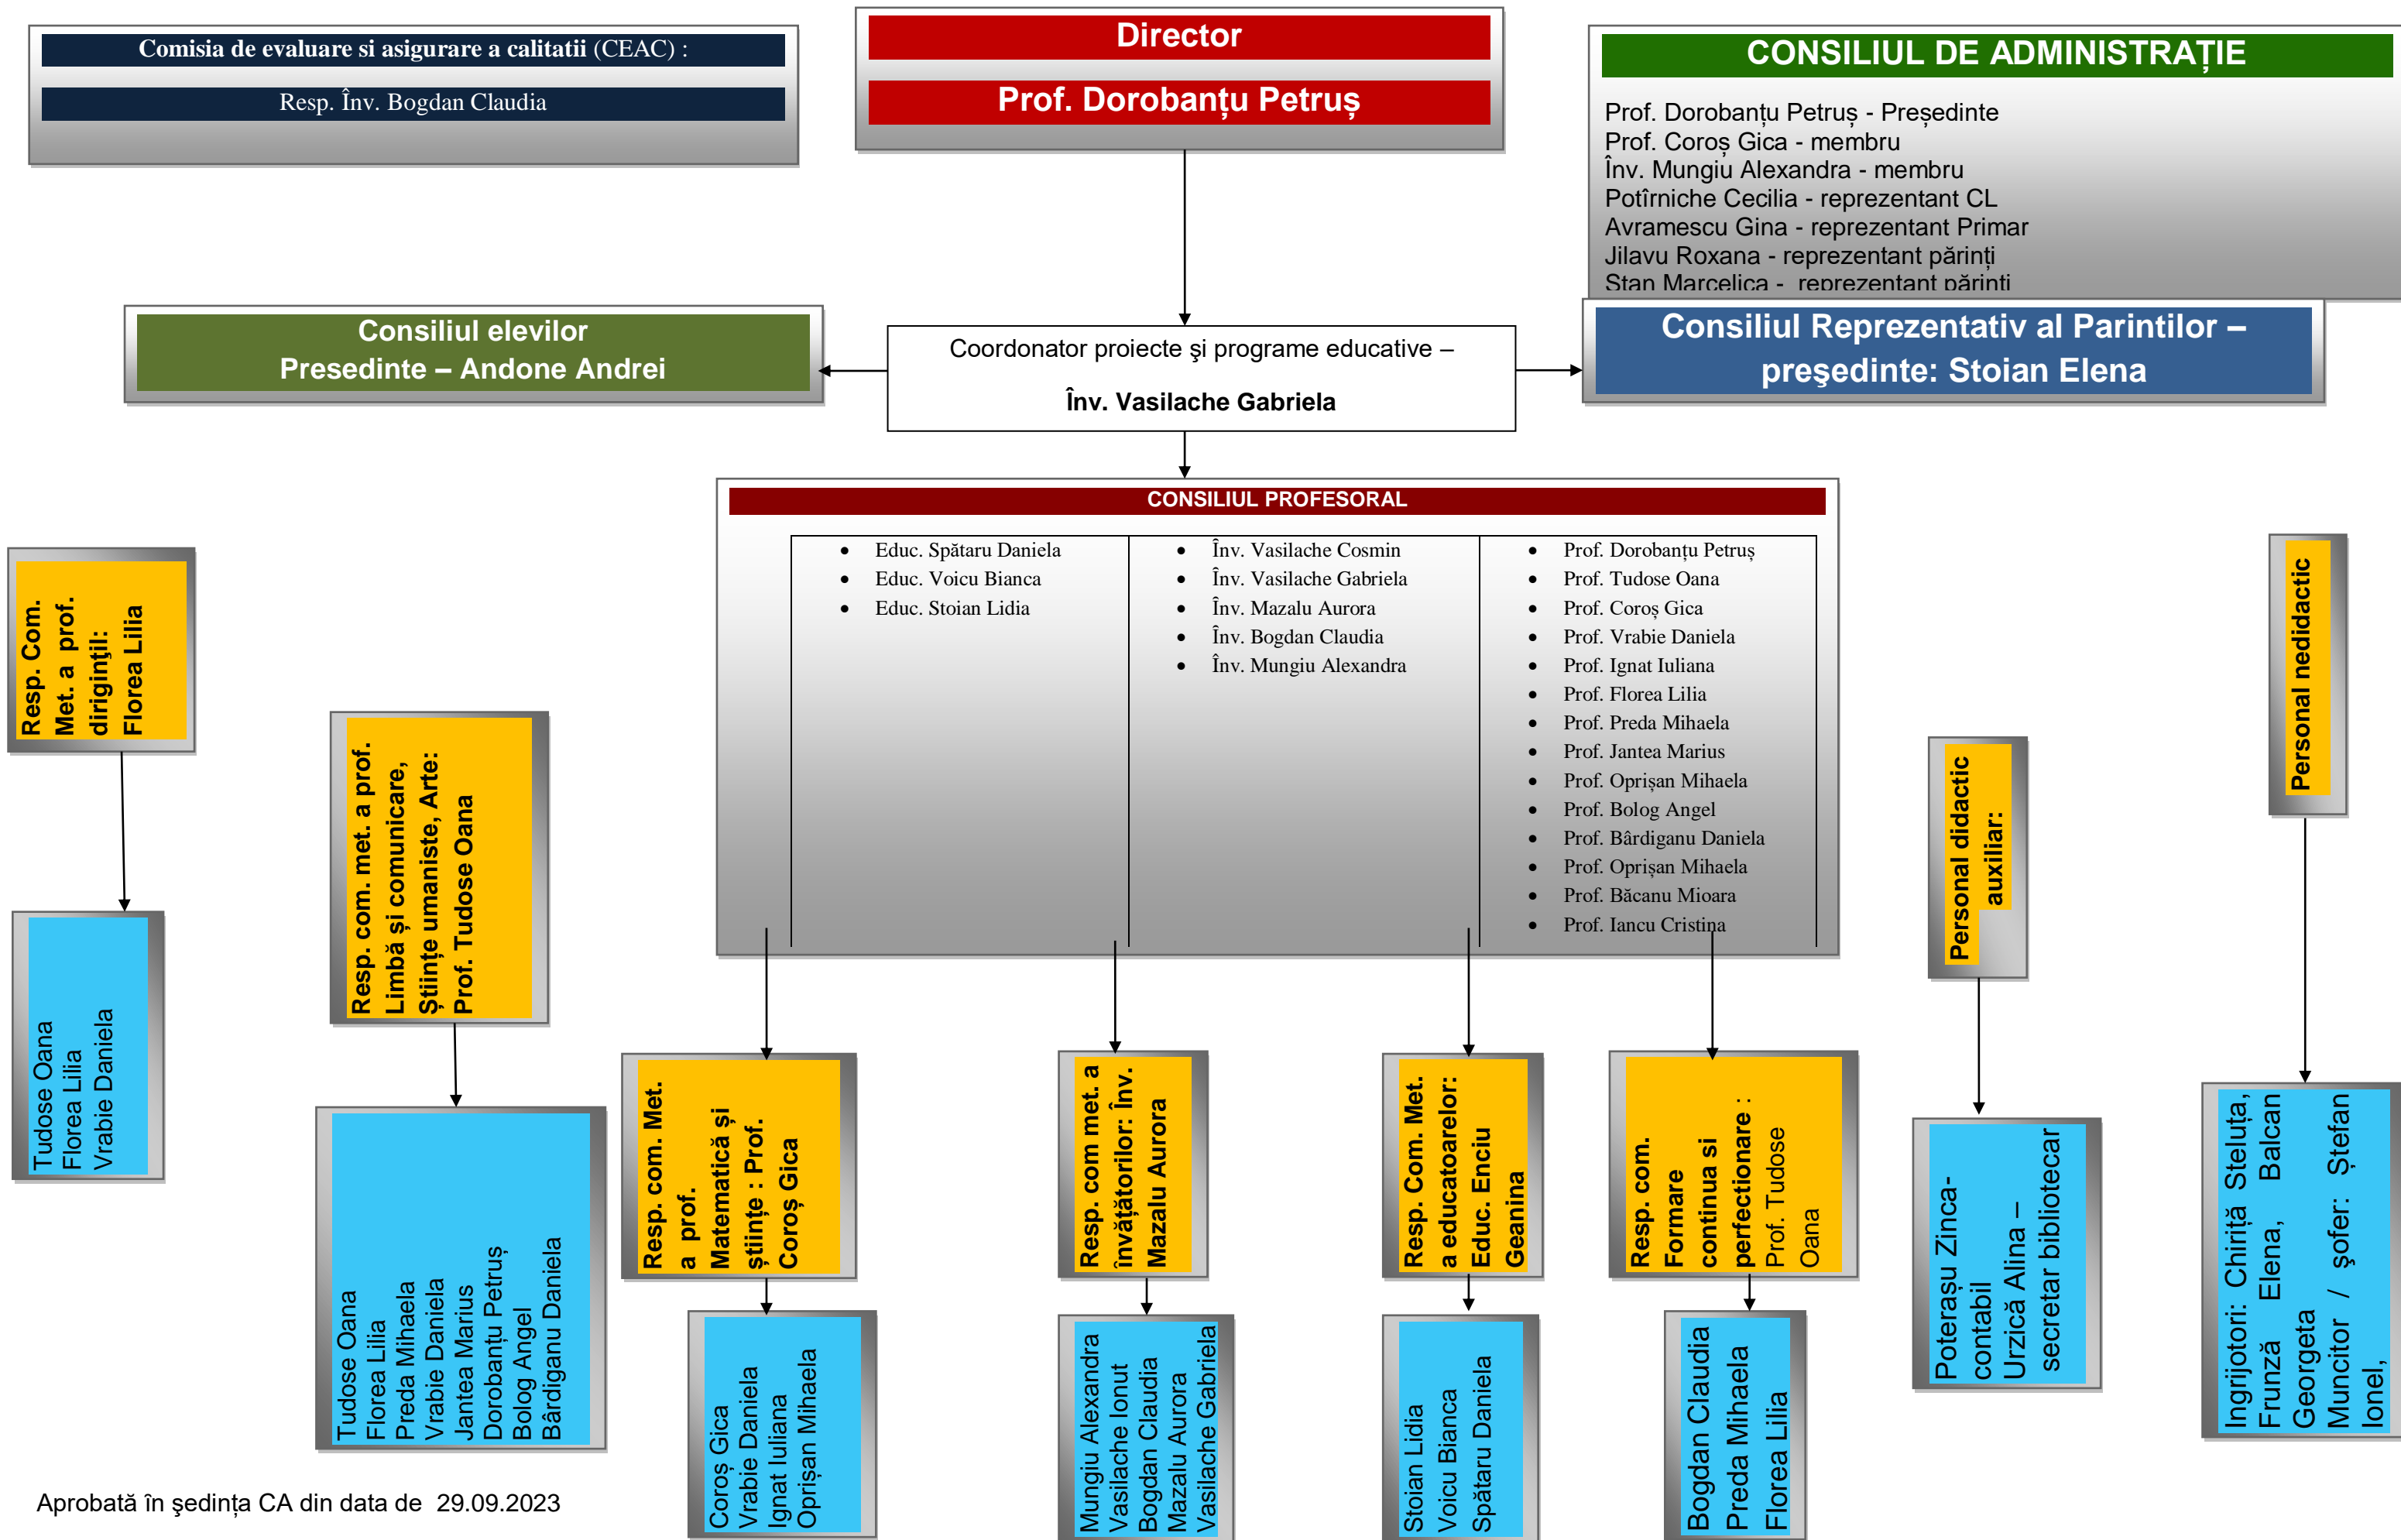 Comisia de evaluare si asigurare a calitatii (CEAC) :
Resp. Înv. Bogdan Claudia
Director
Prof. Dorobanțu Petruș
CONSILIUL DE ADMINISTRAȚIE
Prof. Dorobanțu Petruș - Președinte
Prof. Coroș Gica - membru
Înv. Mungiu Alexandra - membru
Potîrniche Cecilia - reprezentant CL
Avramescu Gina - reprezentant Primar
Jilavu Roxana - reprezentant părinți
Stan Marcelica - reprezentant părinți
Consiliul elevilor
Presedinte – Andone Andrei
Coordonator proiecte şi programe educative –
Înv. Vasilache Gabriela
Consiliul Reprezentativ al Parintilor –
preşedinte: Stoian Elena
CONSILIUL PROFESORAL
• Educ. Spătaru Daniela
• Educ. Voicu Bianca
• Educ. Stoian Lidia
• Înv. Vasilache Cosmin
• Înv. Vasilache Gabriela
• Înv. Mazalu Aurora
• Înv. Bogdan Claudia
• Înv. Mungiu Alexandra
• Prof. Dorobanțu Petruș
• Prof. Tudose Oana
• Prof. Coroș Gica
• Prof. Vrabie Daniela
• Prof. Ignat Iuliana
• Prof. Florea Lilia
• Prof. Preda Mihaela
• Prof. Jantea Marius
• Prof. Oprișan Mihaela
• Prof. Bolog Angel
• Prof. Bârdiganu Daniela
• Prof. Oprișan Mihaela
• Prof. Băcanu Mioara
• Prof. Iancu Cristina
Resp. Com.
Met. a prof.
diriginţii:
Florea Lilia
Tudose Oana
Florea Lilia
Vrabie Daniela
Resp. com. met. a prof.
Limbă și comunicare,
Științe umaniste, Arte:
Prof. Tudose Oana
Tudose Oana
Florea Lilia
Preda Mihaela
Vrabie Daniela
Jantea Marius
Dorobanțu Petruș
Bolog Angel
Bârdiganu Daniela
Resp. com. Met.
a prof.
Matematică și
științe : Prof.
Coroș Gica
Coroș Gica
Vrabie Daniela
Ignat Iuliana
Oprișan Mihaela
Resp. com met. a
învățătorilor: Înv.
Mazalu Aurora
Mungiu Alexandra
Vasilache Ionut
Bogdan Claudia
Mazalu Aurora
Vasilache Gabriela
Resp. Com. Met.
a educatoarelor:
Educ. Enciu
Geanina
Stoian Lidia
Voicu Bianca
Spătaru Daniela
Resp. com.
Formare
continua si
perfectionare :
Prof. Tudose
Oana
Bogdan Claudia
Preda Mihaela
Florea Lilia
Personal didactic
auxiliar:
Poterașu Zinca-
contabil
Urzică Alina –
secretar bibliotecar
Personal nedidactic
Ingrijitori: Chiriță Steluța,
Frunză Elena, Balcan
Georgeta
Muncitor / şofer: Ștefan
Ionel,
Aprobată în şedința CA din data de 29.09.2023